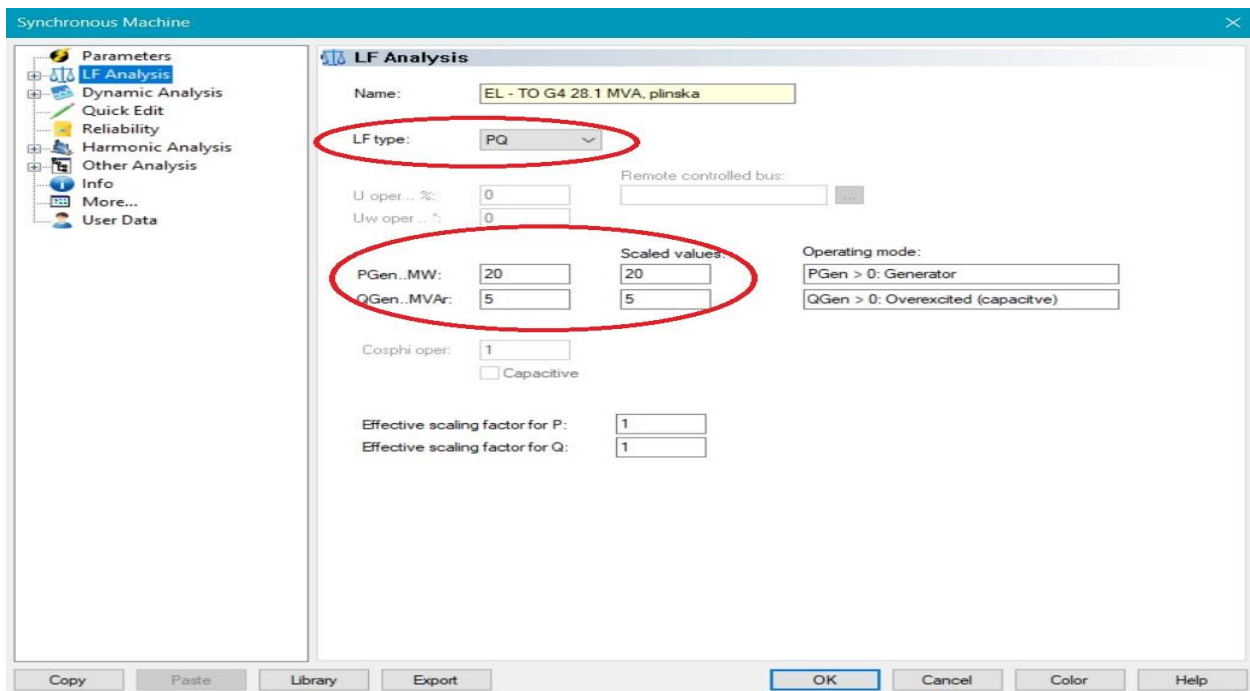 Synchronous Machine
Parameters
LF Analysis
Dynamic Analysis
Quick Edit
Reliability
Harmonic Analysis
Other Analysis
Info
More...
User Data
LF Analysis
Name: EL - TO G4 28.1 MVA, plinska
LF type: PQ
Remote controlled bus:
U oper .. %: 0 ...
Uw oper .. °: 0
Scaled values: Operating mode:
PGen..MW: 20 20 PGen > 0: Generator
QGen..MVAr: 5 5 QGen > 0: Overexcited (capacitve)
Cosphi oper: 1
Capacitive
Effective scaling factor for P: 1
Effective scaling factor for Q: 1
Copy Paste Library Export OK Cancel Color Help